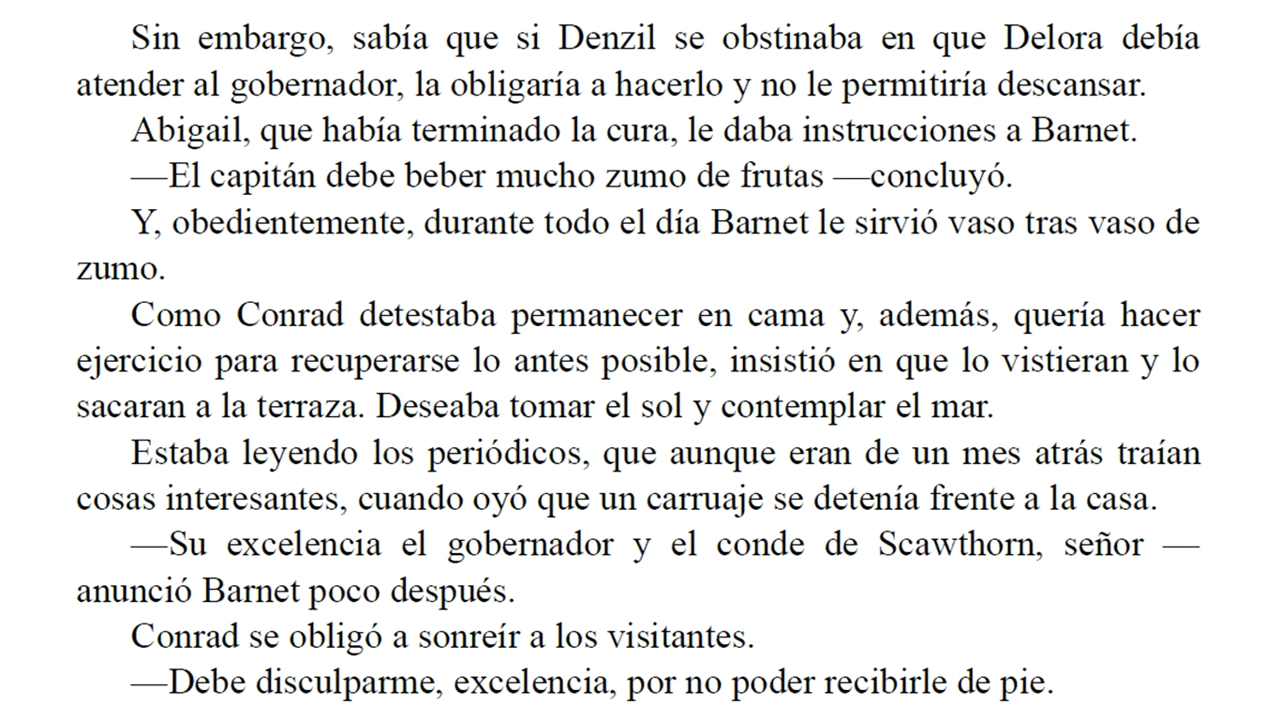 Sin embargo, sabía que si Denzil se obstinaba en que Delora debía
atender al gobernador, la obligaría a hacerlo y no le permitiría descansar.
Abigail, que había terminado la cura, le daba instrucciones a Barnet.
—El capitán debe beber mucho zumo de frutas —concluyó.
Y, obedientemente, durante todo el día Barnet le sirvió vaso tras vaso de
zumo.
Como Conrad detestaba permanecer en cama y, además, quería hacer
ejercicio para recuperarse lo antes posible, insistió en que lo vistieran y lo
sacaran a la terraza. Deseaba tomar el sol y contemplar el mar.
Estaba leyendo los periódicos, que aunque eran de un mes atrás traían
cosas interesantes, cuando oyó que un carruaje se detenía frente a la casa.
—Su excelencia el gobernador y el conde de Scawthorn, señor —
anunció Barnet poco después.
Conrad se obligó a sonreír a los visitantes.
—Debe disculparme, excelencia, por no poder recibirle de pie.